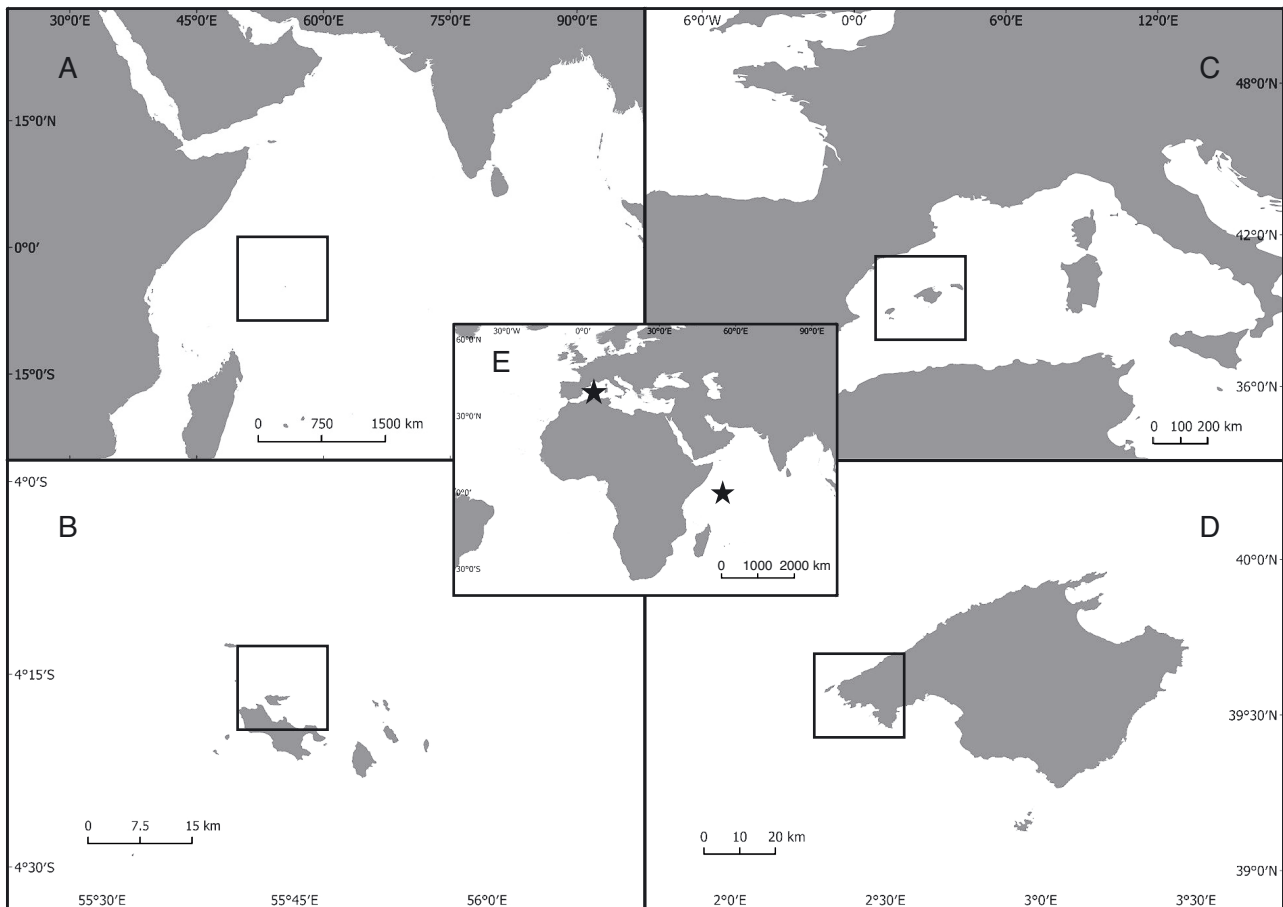 30°0′E 45°0′E 60°0′E 75°0′E 90°0′E
A
15°0′N
0°0′
15°0′S
0 750 1500 km
6°0′W 0°0′ 6°0′E 12°0′E
C
48°0′N
42°0′N
36°0′N
0 100 200 km
30°0′W 0°0′ 30°0′E 60°0′E 90°0′E
60°0′N
E
30°0′N
0°0′
30°0′S
0 1000 2000 km
4°0′S
B
4°15′S
0 7.5 15 km
4°30′S
55°30′E 55°45′E 56°0′E
D
40°0′N
39°30′N
0 10 20 km
39°0′N
2°0′E 2°30′E 3°0′E 3°30′E